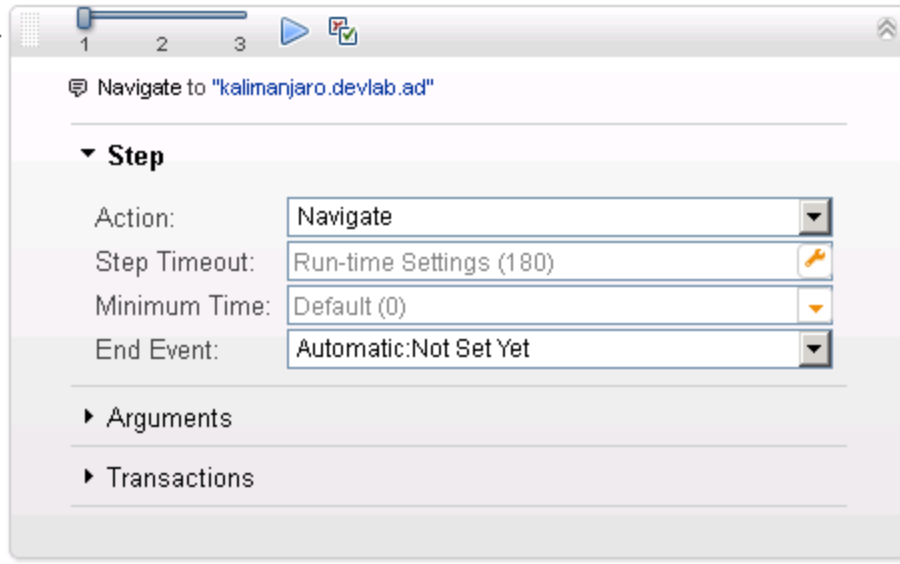 1 2 3
Navigate to "kalimanjaro.devlab.ad"
Step
Action: Navigate
Step Timeout: Run-time Settings (180)
Minimum Time: Default (0)
End Event: Automatic:Not Set Yet
Arguments
Transactions